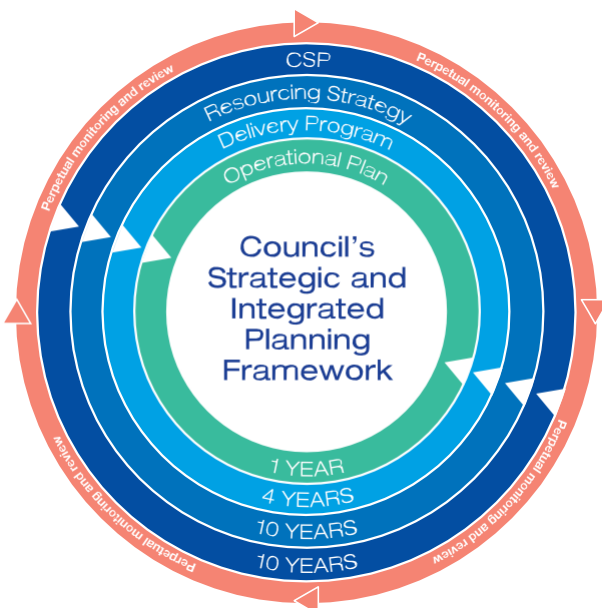 Perpetual monitoring and review
Perpetual monitoring and review
CSP
Resourcing Strategy
Delivery Program
Operational Plan
Council's
Strategic and
Integrated
Planning
Framework
1 YEAR
4 YEARS
10 YEARS
10 YEARS
Perpetual monitoring and review
Perpetual monitoring and review